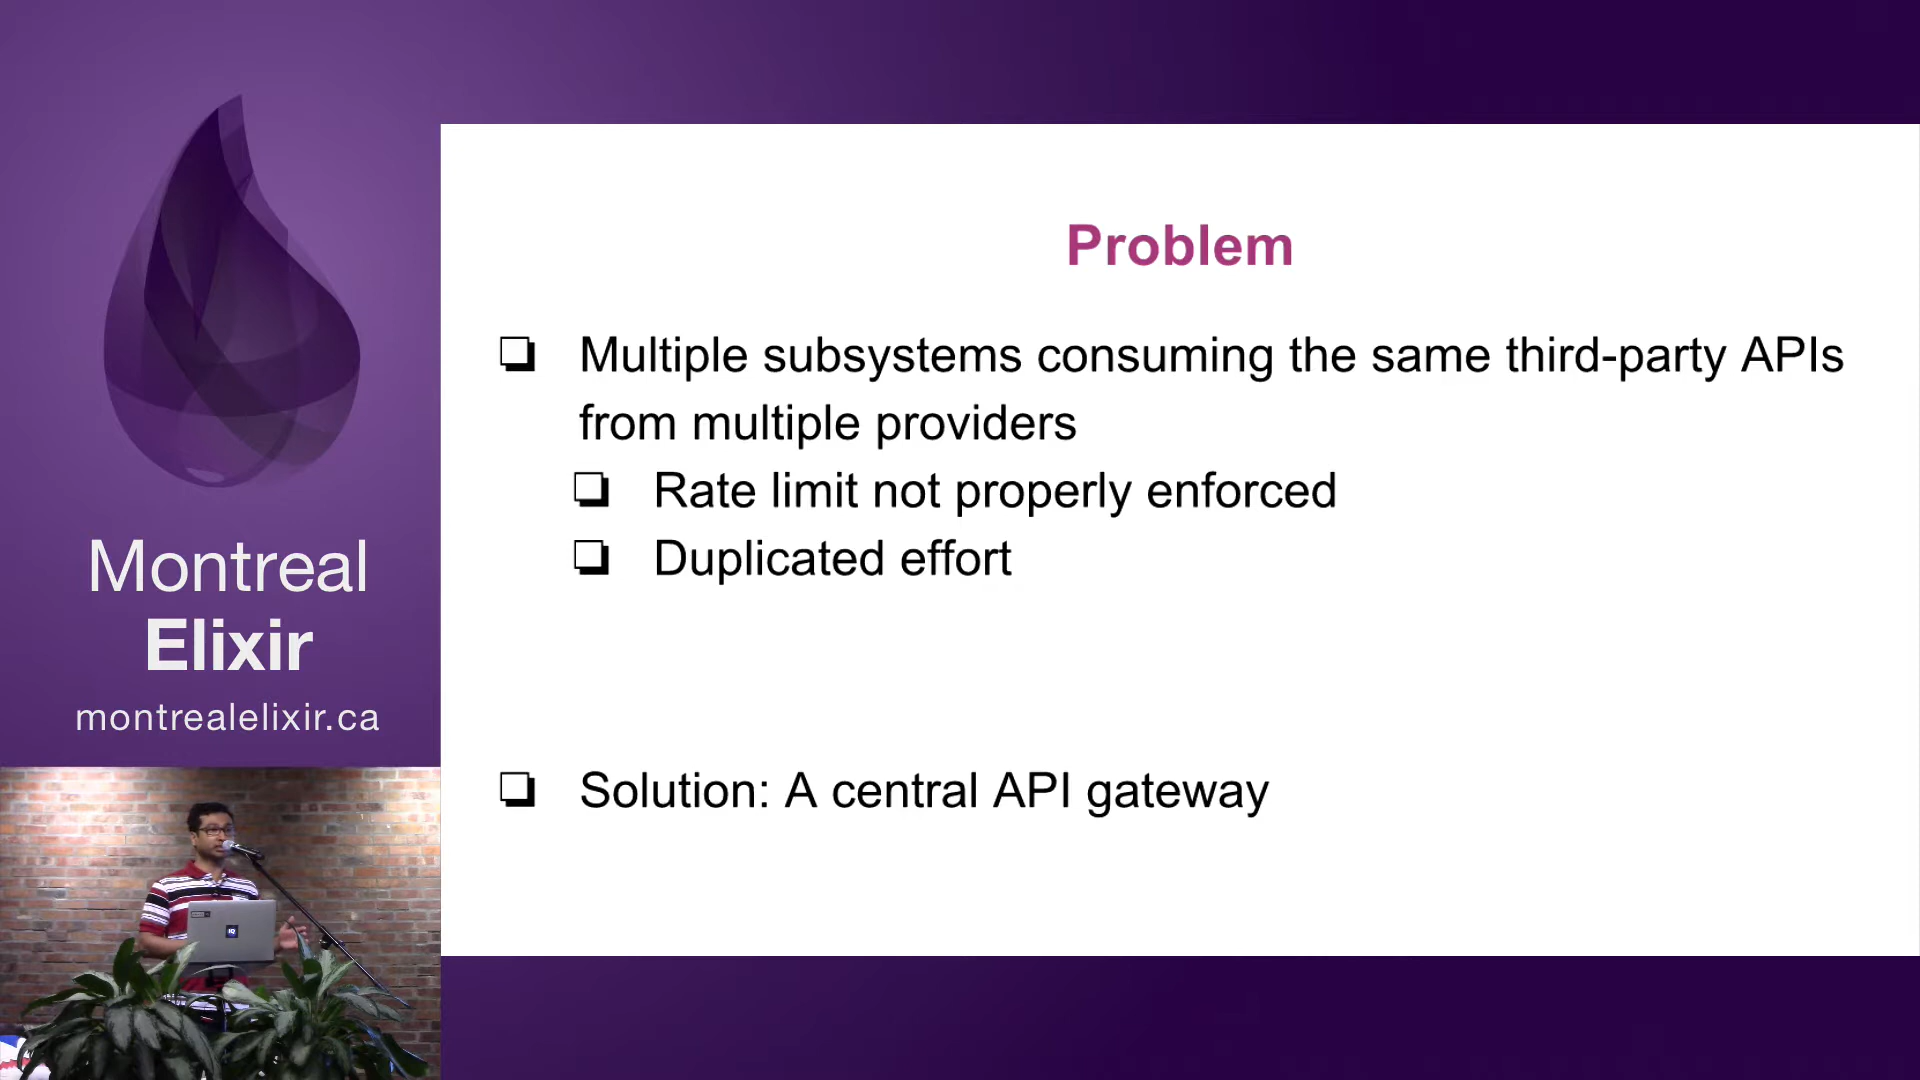 Montreal
Elixir
montrealelixir.ca
Problem
Multiple subsystems consuming the same third-party APIs
from multiple providers
Rate limit not properly enforced
Duplicated effort
Solution: A central API gateway